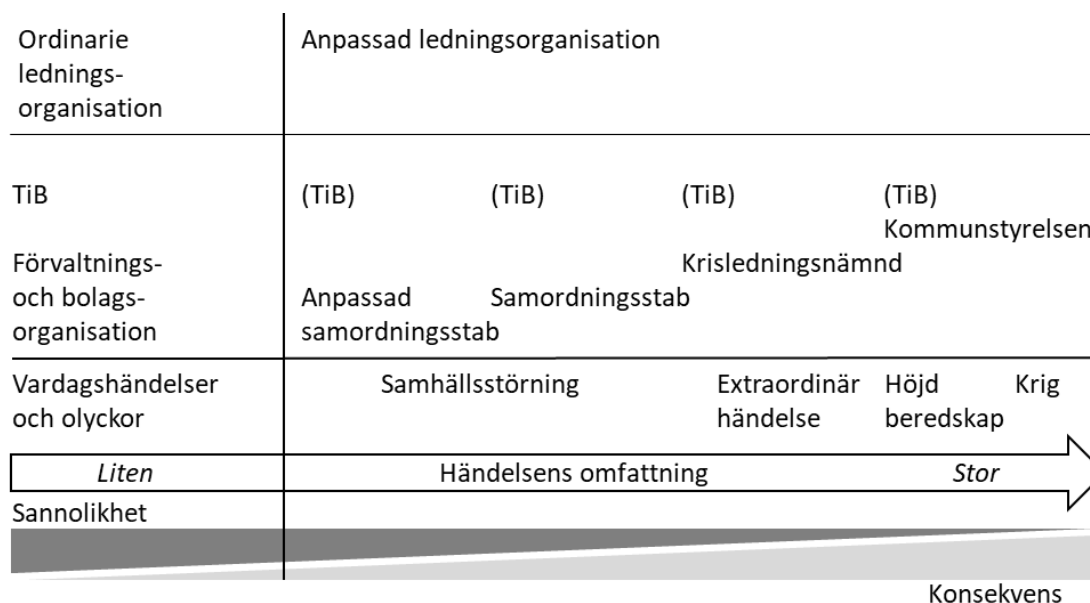 Ordinarie
lednings-
organisation
Anpassad ledningsorganisation
TiB
(TiB)
(TiB)
(TiB)
(TiB)
Kommunstyrelsen
Förvaltnings-
och bolags-
organisation
Krisledningsnämnd
Anpassad
samordningsstab
Samordningsstab
Vardagshändelser
och olyckor
Samhällsstörning
Extraordinär
händelse
Höjd
beredskap
Krig
Liten
Händelsens omfattning
Stor
Sannolikhet
Konsekvens